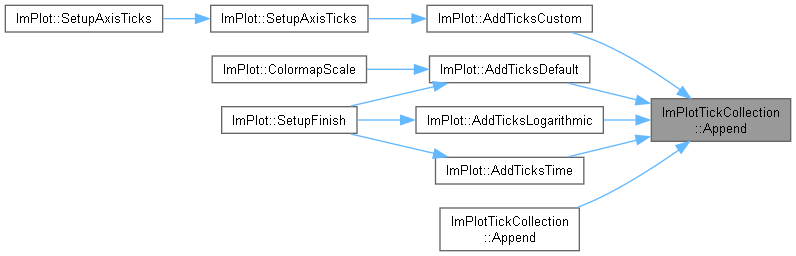 ImPlot::SetupAxisTicks
ImPlot::SetupAxisTicks
ImPlot::AddTicksCustom
ImPlot::ColormapScale
ImPlot::AddTicksDefault
ImPlotTickCollection
::Append
ImPlot::SetupFinish
ImPlot::AddTicksLogarithmic
ImPlot::AddTicksTime
ImPlotTickCollection
::Append